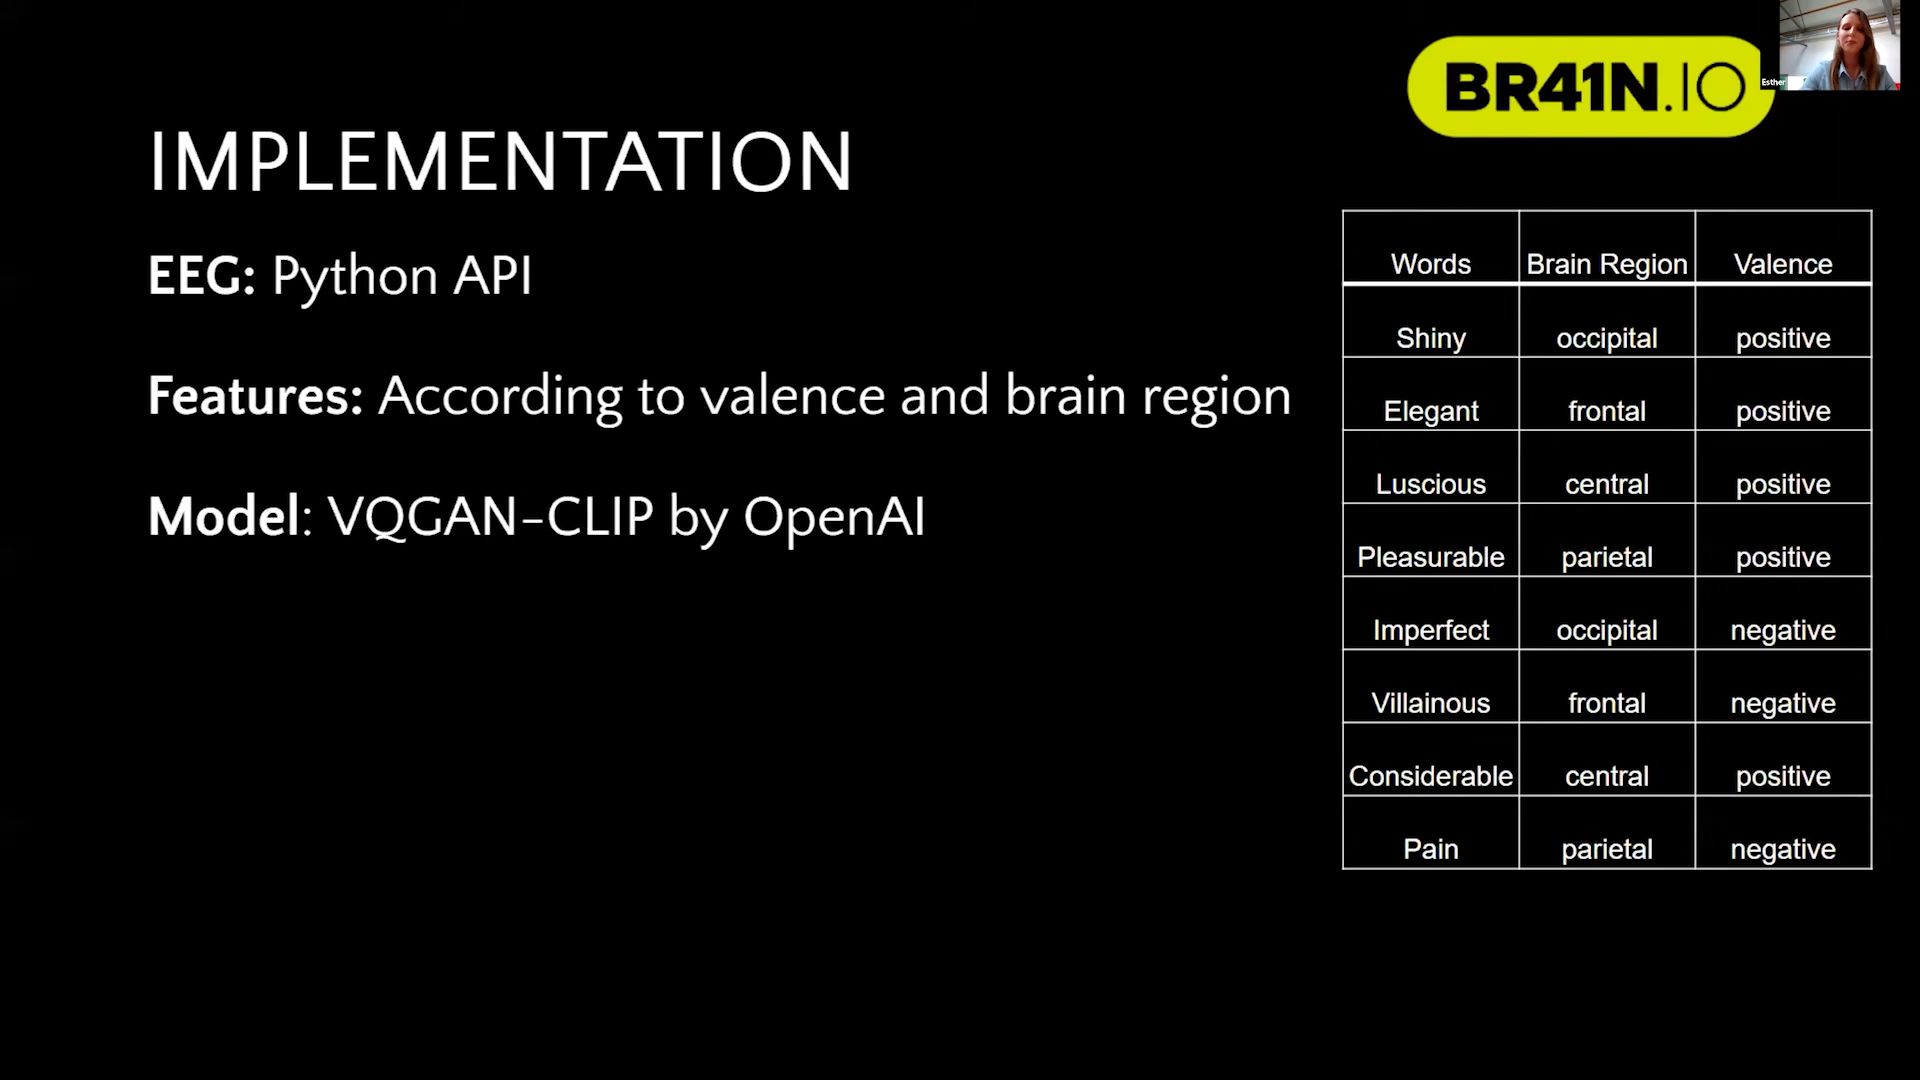 BR41N.IO
Esther
IMPLEMENTATION
EEG: Python API
Features: According to valence and brain region
Model: VQGAN-CLIP by OpenAI
Words Brain Region Valence
Shiny occipital positive
Elegant frontal positive
Luscious central positive
Pleasurable parietal positive
Imperfect occipital negative
Villainous frontal negative
Considerable central positive
Pain parietal negative